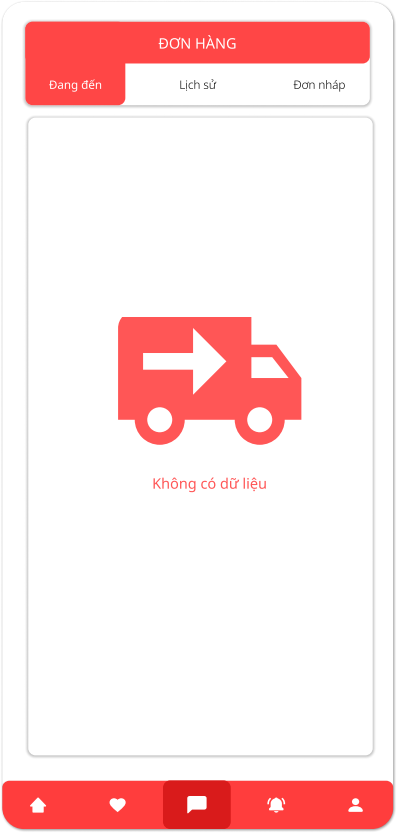 ĐƠN HÀNG
Đang đến
Lịch sử
Đơn nháp
Không có dữ liệu